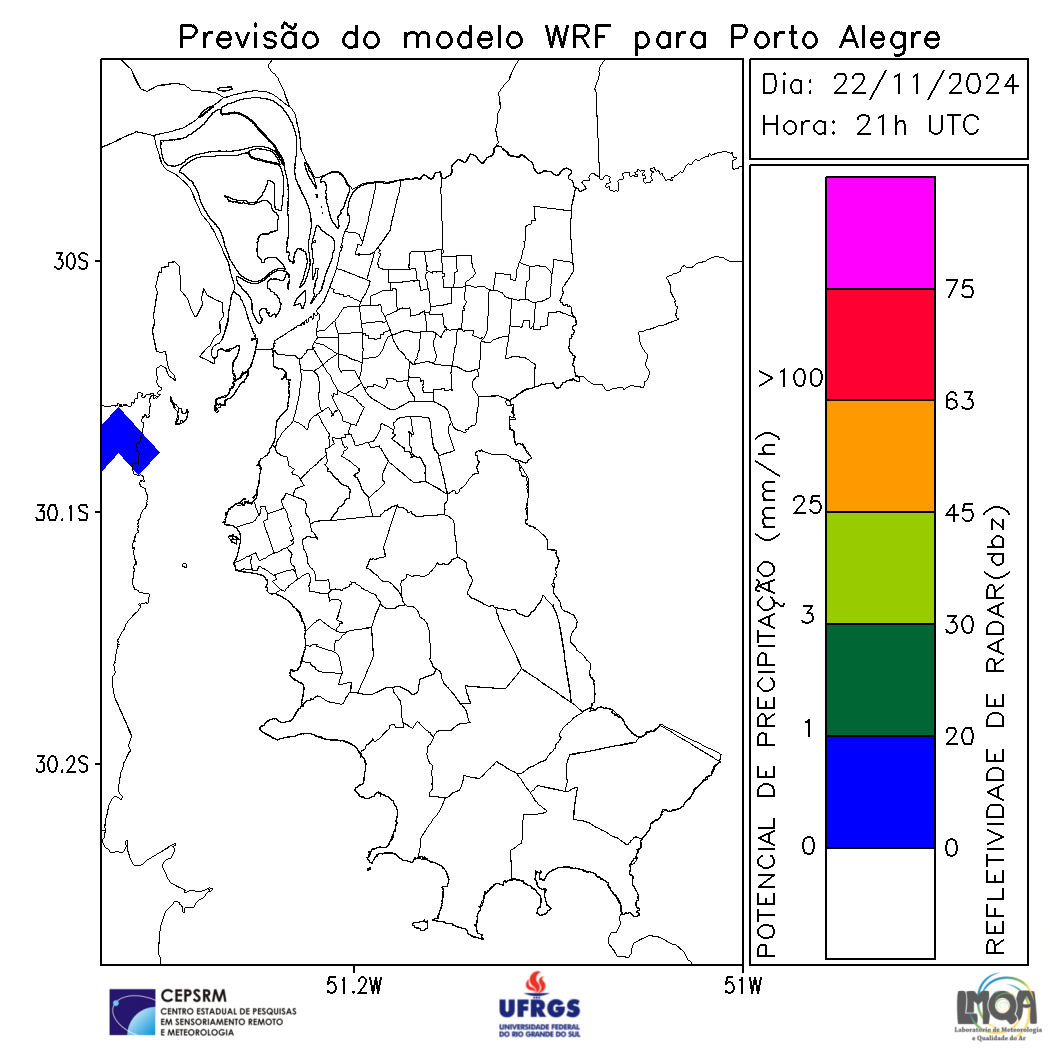 Previsão do modelo WRF para Porto Alegre
Dia: 22/11/2024
Hora: 21h UTC
30S
30.1S
30.2S
51.2W
51W
POTENCIAL DE PRECIPITAÇÃO (mm/h)
>100
25
3
1
0
75
63
45
30
20
0
REFLETIVIDADE DE RADAR(dbz)
CEPSRM
CENTRO ESTADUAL DE PESQUISAS
EM SENSORIAMENTO REMOTO
E METEOROLOGIA
UFRGS
UNIVERSIDADE FEDERAL
DO RIO GRANDE DO SUL
LMQA
Laboratório de Meteorologia
e Qualidade do Ar